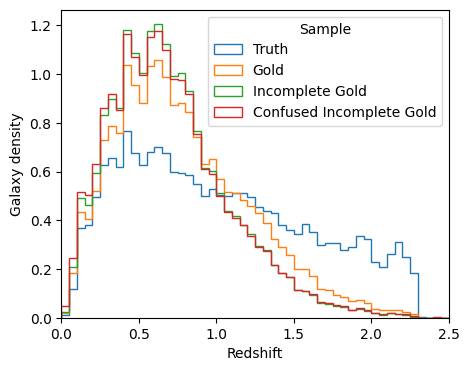 Sample
Truth
Gold
Incomplete Gold
Confused Incomplete Gold
Galaxy density
1.2
1.0
0.8
0.6
0.4
0.2
0.0
0.0 0.5 1.0 1.5 2.0 2.5
Redshift